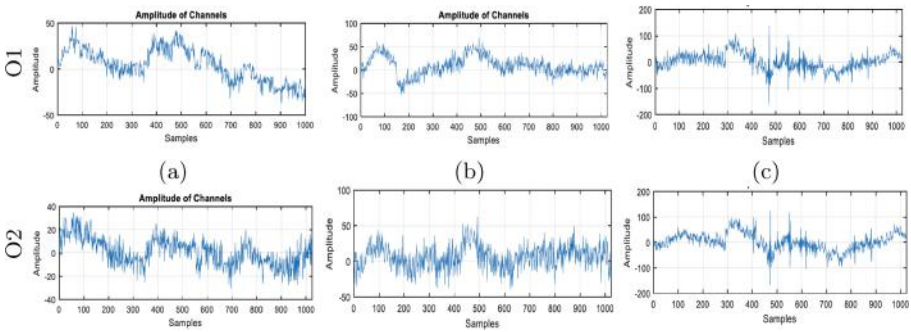 Amplitude of Channels Amplitude of Channels
O1
Amplitude Amplitude Amplitude
50 0 -50
100 50 0 -50 -100
200 100 0 -100 -200
0 100 200 300 400 500 600 700 800 900 1000
0 100 200 300 400 500 600 700 800 900 1000
0 100 200 300 400 500 600 700 800 900 1000
Samples Samples Samples
(a) (b) (c)
Amplitude of Channels
O2
Amplitude Amplitude Amplitude
40 20 0 -20 -40
100 50 0 -50
200 100 0 -100 -200
0 100 200 300 400 500 600 700 800 900 1000
0 100 200 300 400 500 600 700 800 900 1000
0 100 200 300 400 500 600 700 800 900 1000
Samples Samples Samples